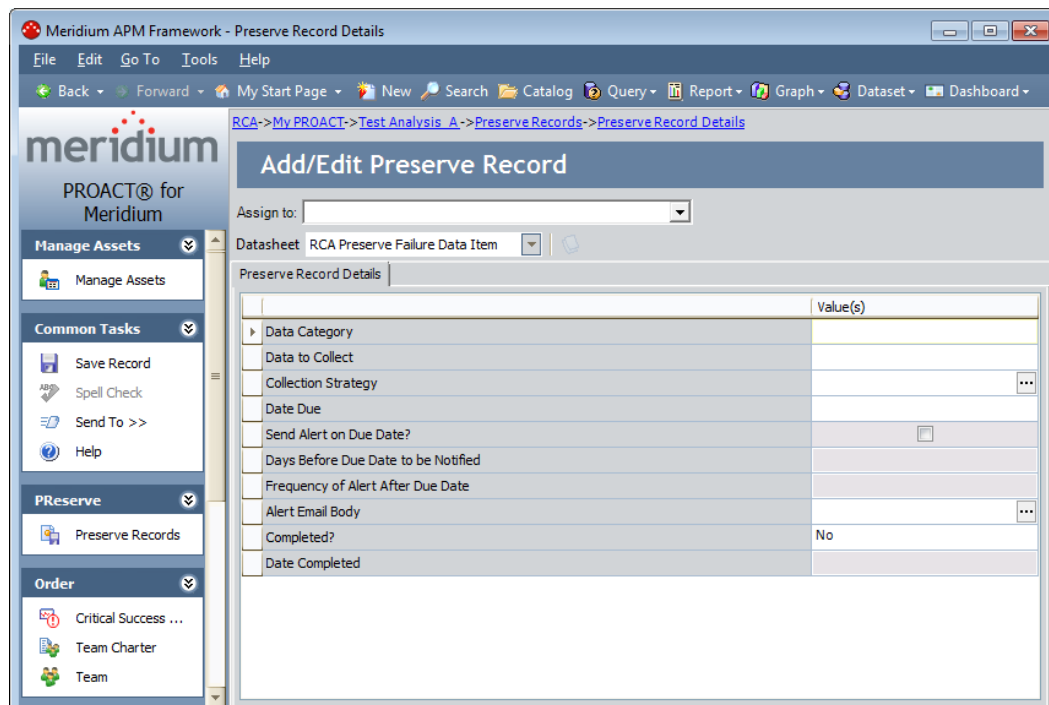 Meridium APM Framework - Preserve Record Details
File Edit Go To Tools Help
Back Forward My Start Page New Search Catalog Query Report Graph Dataset Dashboard
meridium
PROACT® for
Meridium
Manage Assets
Manage Assets
Common Tasks
Save Record
Spell Check
Send To >>
Help
PReserve
Preserve Records
Order
Critical Success ...
Team Charter
Team
RCA->My PROACT->Test Analysis A->Preserve Records->Preserve Record Details
Add/Edit Preserve Record
Assign to:
Datasheet RCA Preserve Failure Data Item
Preserve Record Details
Value(s)
Data Category
Data to Collect
Collection Strategy ...
Date Due
Send Alert on Due Date?
Days Before Due Date to be Notified
Frequency of Alert After Due Date
Alert Email Body ...
Completed? No
Date Completed